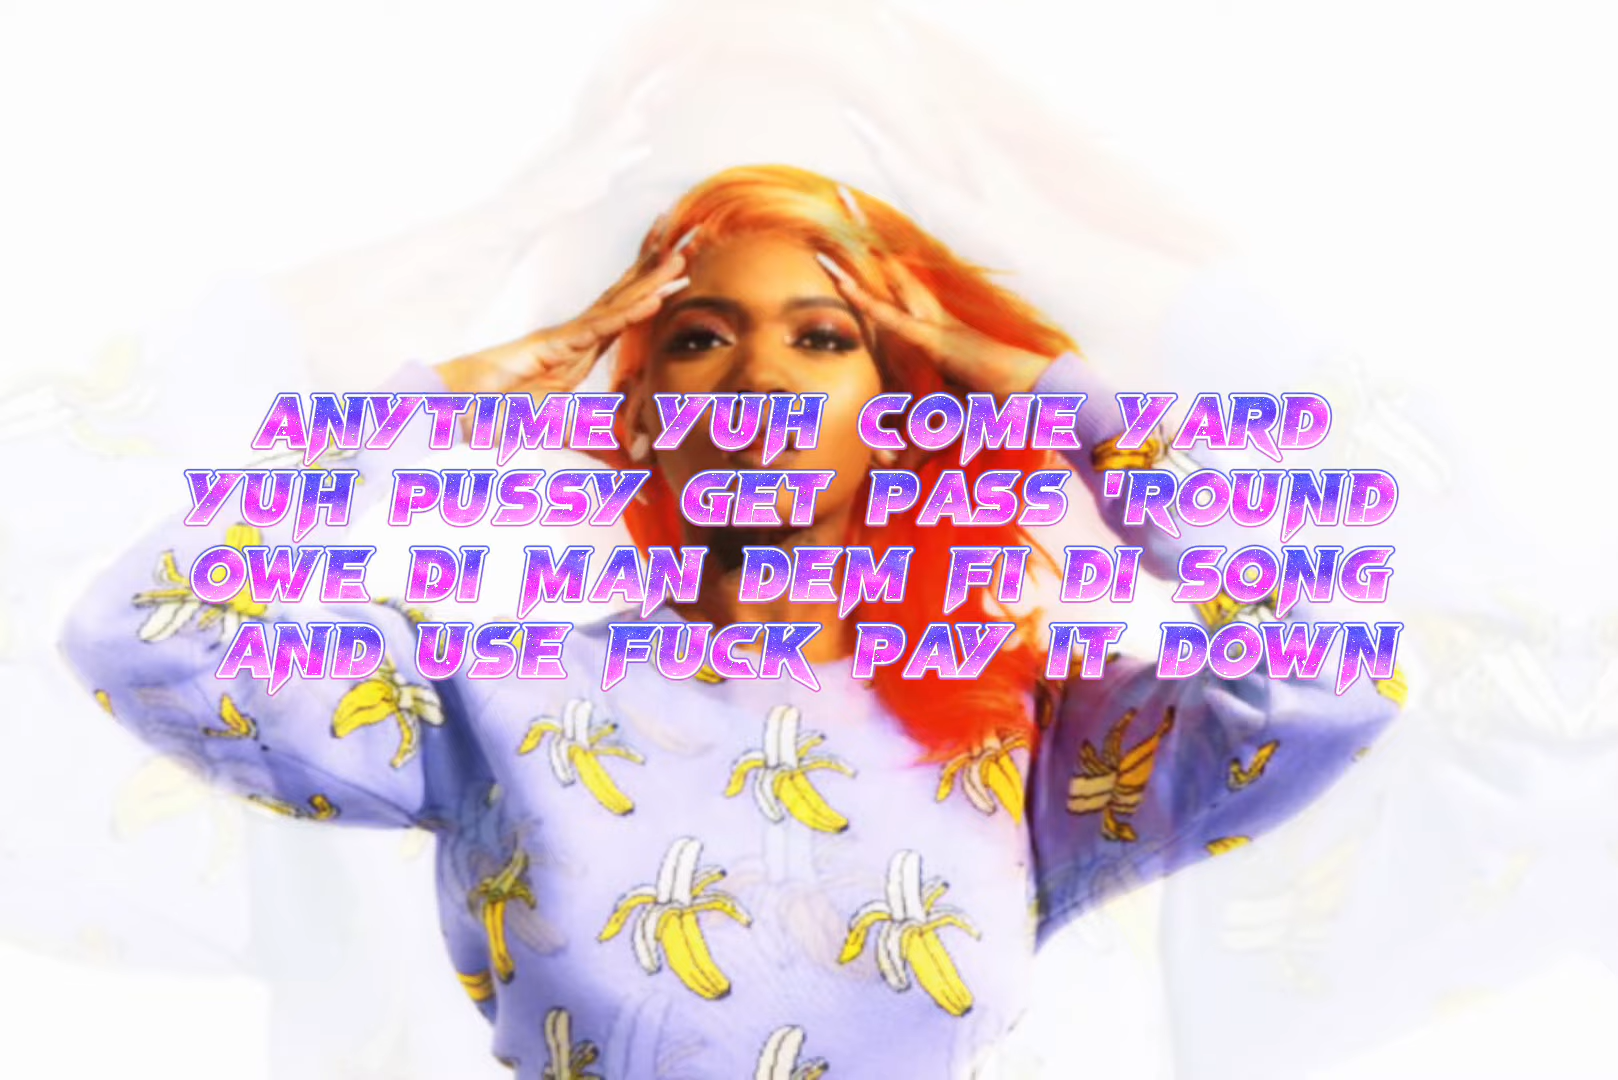 ANYTIME YUH COME YARD
YUH PUSSY GET PASS 'ROUND
OWE DI MAN DEM FI DI SONG
AND USE FUCK PAY IT DOWN